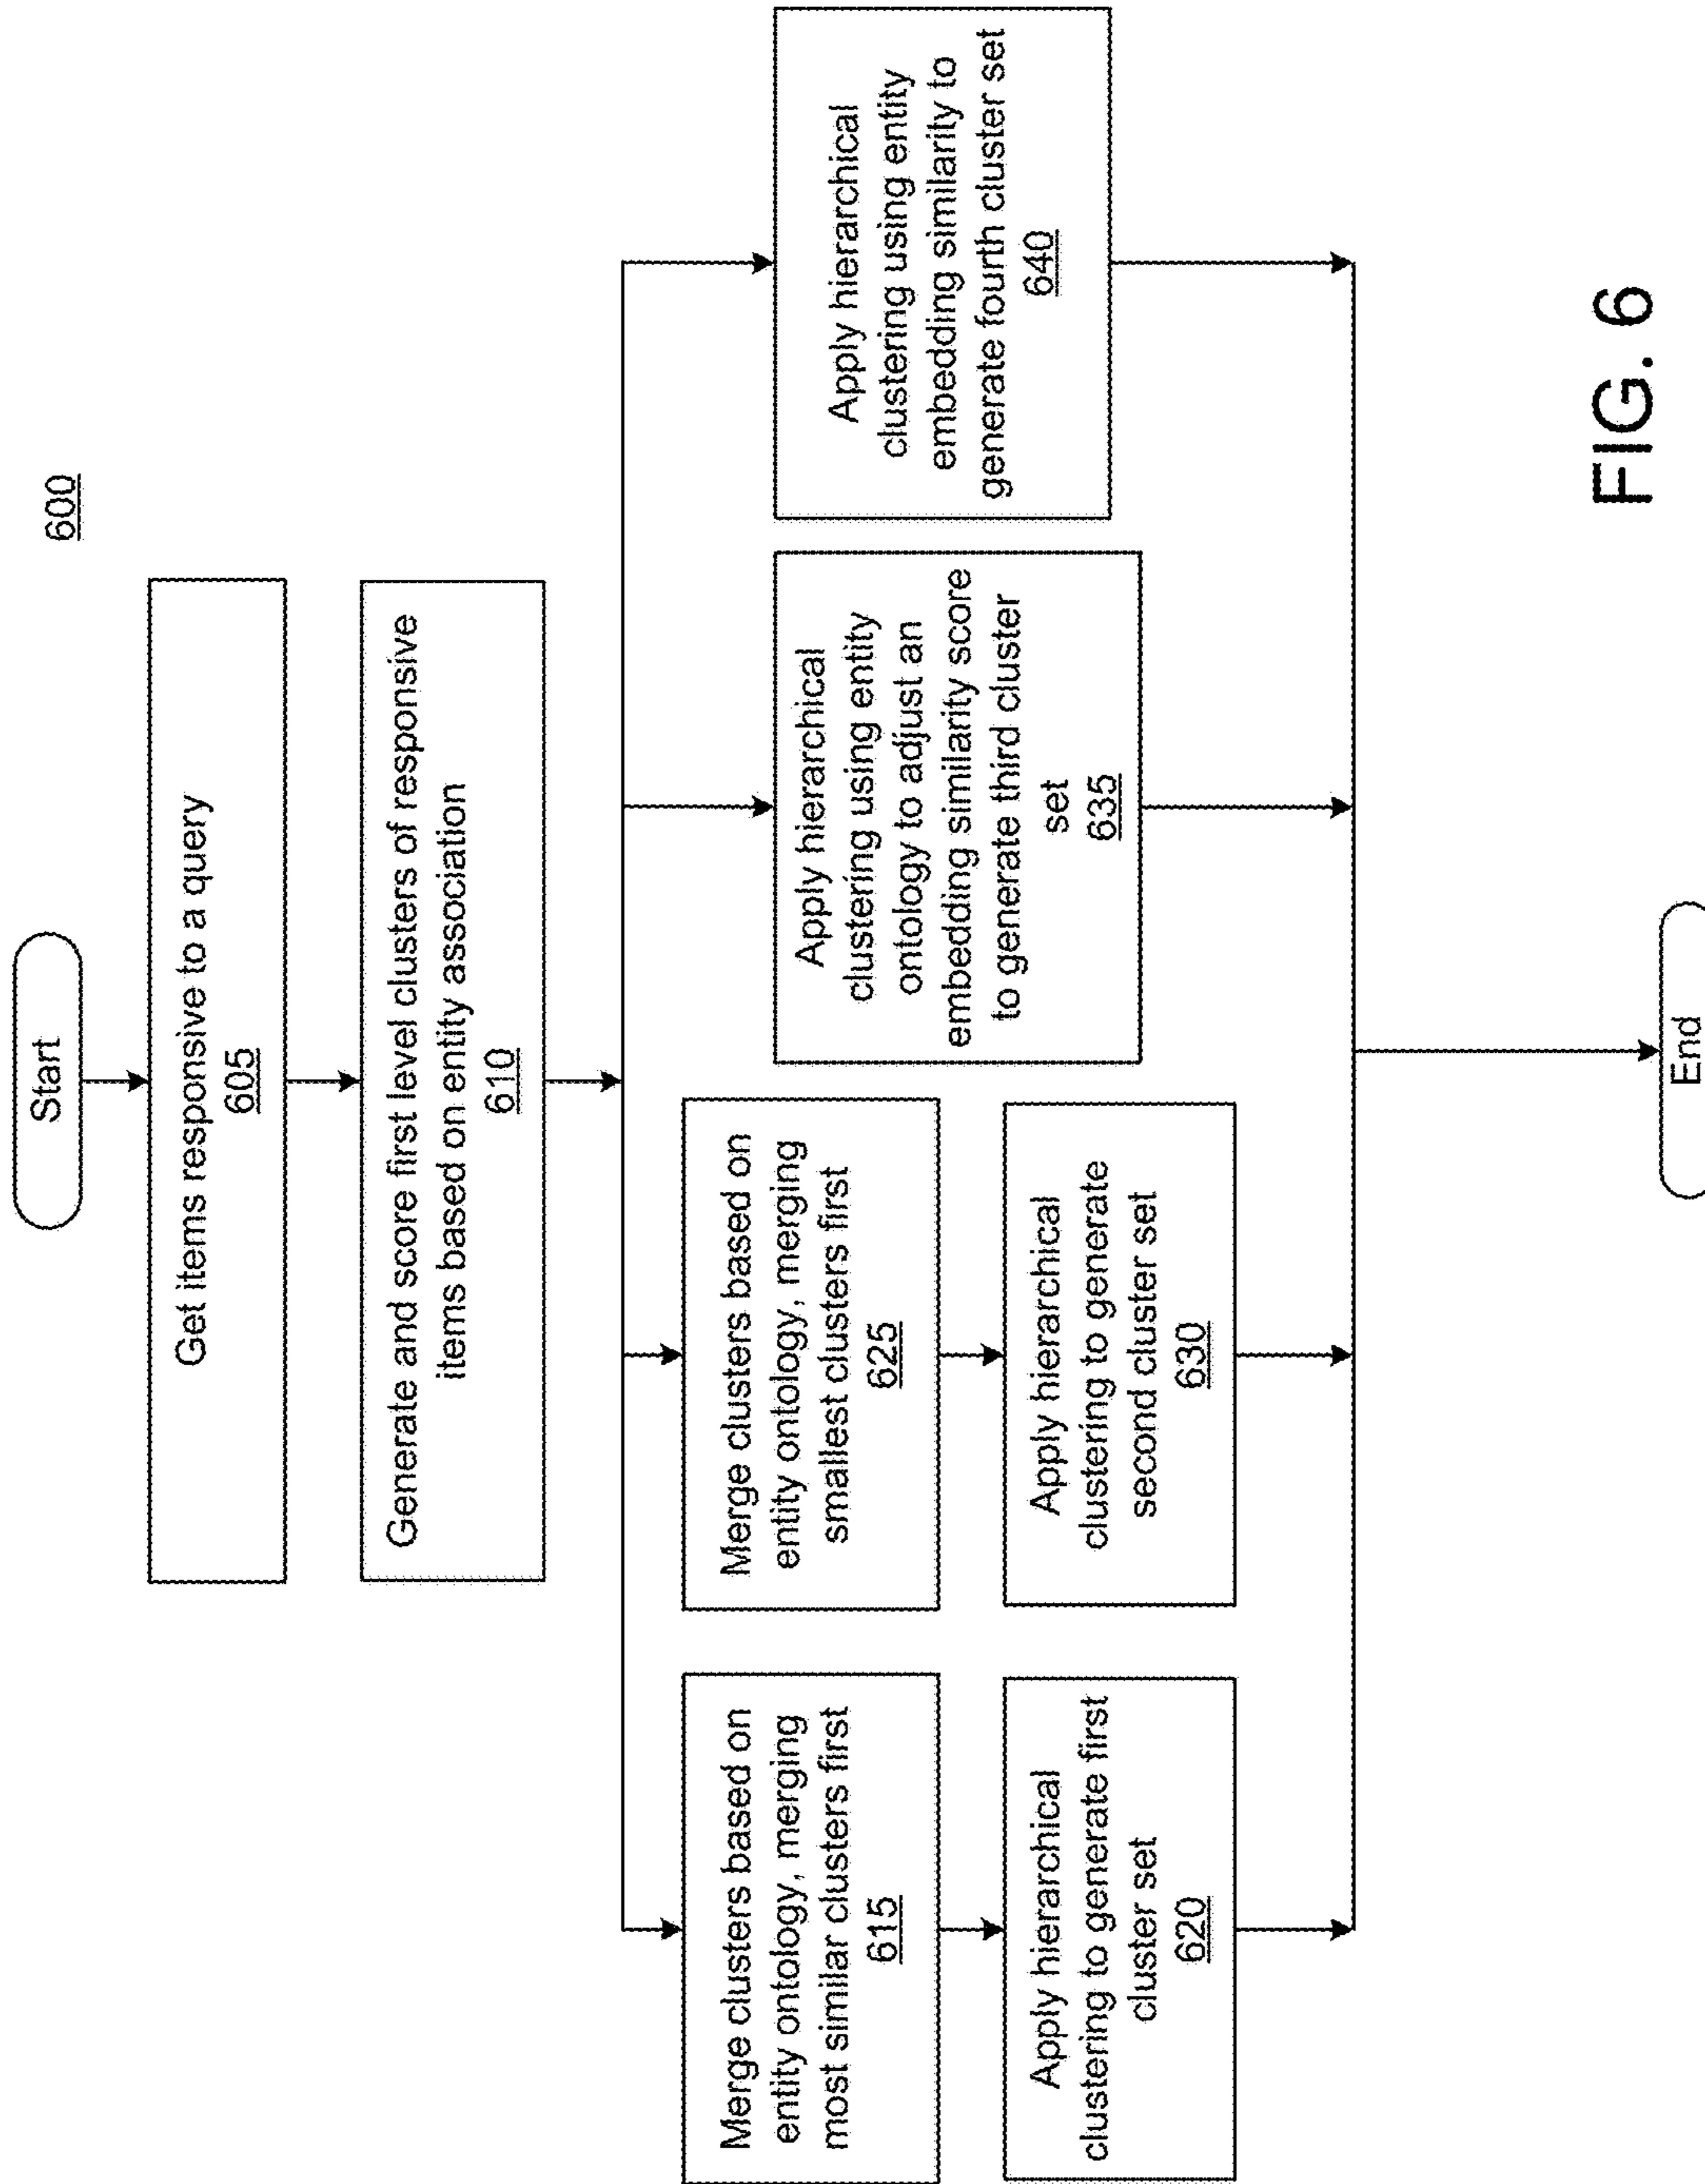 600
Start
Get items responsive to a query
605
Generate and score first level clusters of responsive
items based on entity association
610
Merge clusters based on
entity ontology, merging
most similar clusters first
615
Apply hierarchical
clustering to generate first
cluster set
620
Merge clusters based on
entity ontology, merging
smallest clusters first
625
Apply hierarchical
clustering to generate
second cluster set
630
Apply hierarchical
clustering using entity
ontology to adjust an
embedding similarity score
to generate third cluster
set
635
Apply hierarchical
clustering using entity
embedding similarity to
generate fourth cluster set
640
End
FIG. 6